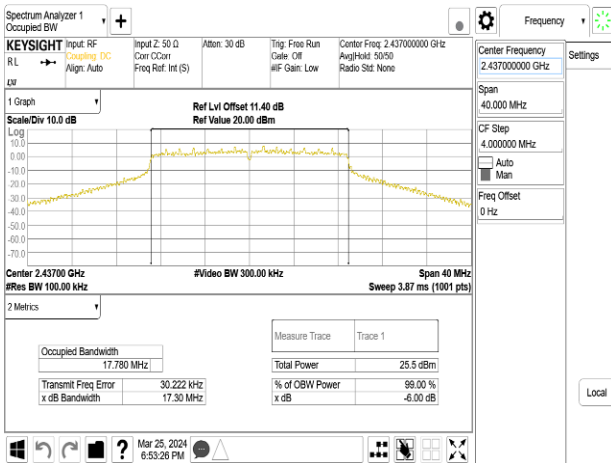 Spectrum Analyzer 1
Occupied BW
Frequency
KEYSIGHT
RL
LXI
Input: RF
Coupling: DC
Align: Auto
Input Z: 50 Ω
Corr CCorr
Freq Ref: Int (S)
Atten: 30 dB
Trig: Free Run
Gate: Off
#IF Gain: Low
Center Freq: 2.437000000 GHz
Avg|Hold: 50/50
Radio Std: None
Center Frequency
2.437000000 GHz
Settings
Span
40.000 MHz
CF Step
4.000000 MHz
Auto
Man
Freq Offset
0 Hz
Local
1 Graph
Scale/Div 10.0 dB
Ref Lvl Offset 11.40 dB
Ref Value 20.00 dBm
Log
10.0
0.00
-10.0
-20.0
-30.0
-40.0
-50.0
-60.0
-70.0
Center 2.43700 GHz
#Video BW 300.00 kHz
Span 40 MHz
#Res BW 100.00 kHz
Sweep 3.87 ms (1001 pts)
2 Metrics
Measure Trace
Trace 1
Occupied Bandwidth
17.780 MHz
Total Power
25.5 dBm
Transmit Freq Error
30.222 kHz
% of OBW Power
99.00 %
x dB Bandwidth
17.30 MHz
x dB
-6.00 dB
?
Mar 25, 2024
6:53:26 PM